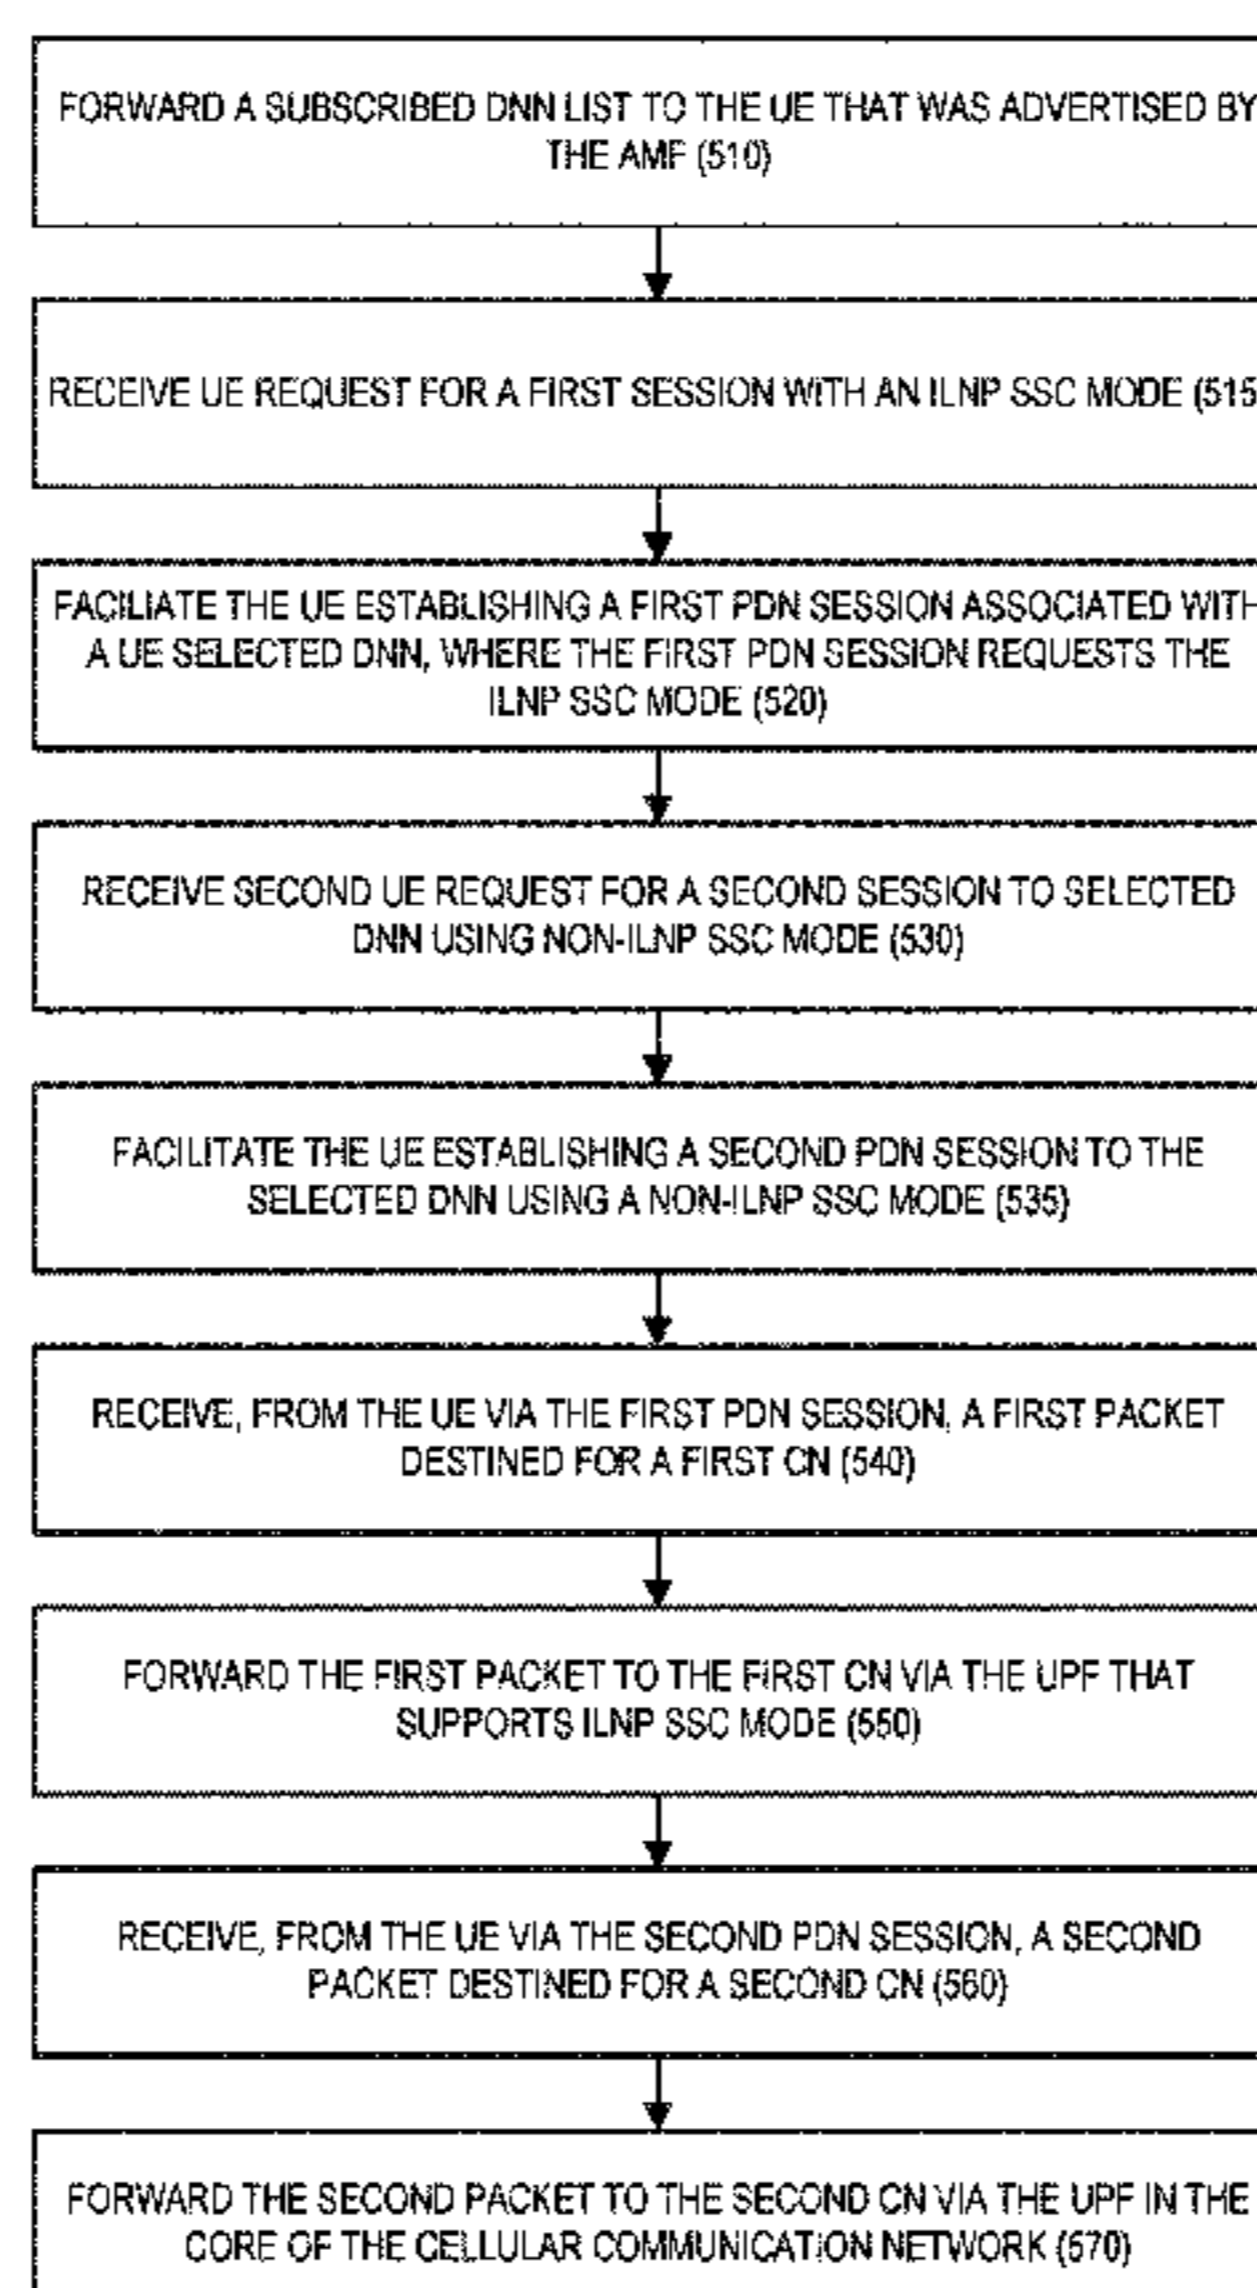 FORWARD A SUBSCRIBED DNN LIST TO THE UE THAT WAS ADVERTISED BY
THE AMF (510)
RECEIVE UE REQUEST FOR A FIRST SESSION WITH AN ILNP SSC MODE (515
FACILIATE THE UE ESTABLISHING A FIRST PDN SESSION ASSOCIATED WITH
A UE SELECTED DNN, WHERE THE FIRST PDN SESSION REQUESTS THE
ILNP SSC MODE (520)
RECEIVE SECOND UE REQUEST FOR A SECOND SESSION TO SELECTED
DNN USING NON-ILNP SSC MODE (530)
FACILITATE THE UE ESTABLISHING A SECOND PDN SESSION TO THE
SELECTED DNN USING A NON-ILNP SSC MODE (535)
RECEIVE, FROM THE UE VIA THE FIRST PDN SESSION, A FIRST PACKET
DESTINED FOR A FIRST CN (540)
FORWARD THE FIRST PACKET TO THE FIRST CN VIA THE UPF THAT
SUPPORTS ILNP SSC MODE (550)
RECEIVE, FROM THE UE VIA THE SECOND PDN SESSION, A SECOND
PACKET DESTINED FOR A SECOND CN (560)
FORWARD THE SECOND PACKET TO THE SECOND CN VIA THE UPF IN THE
CORE OF THE CELLULAR COMMUNICATION NETWORK (570)